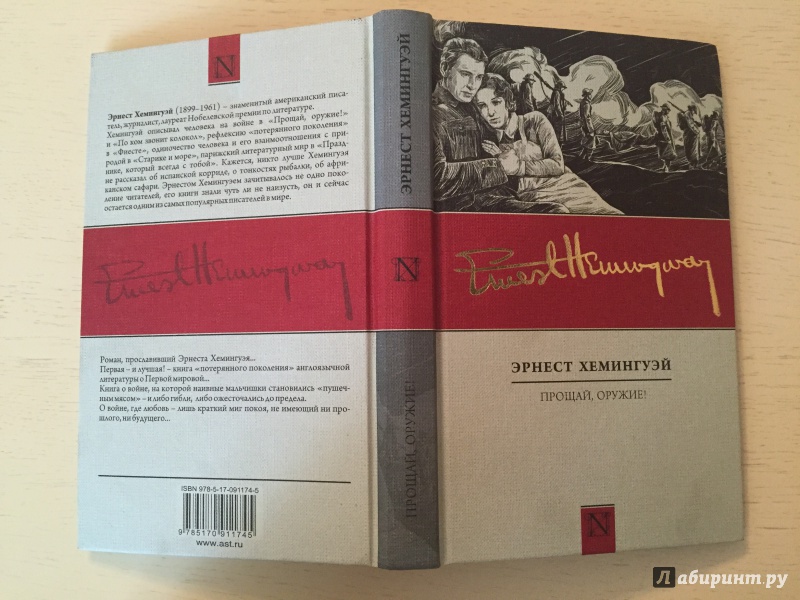 N
Эрнест Хемингуэй (1899–1961) – знаменитый американский писа-
тель, журналист, лауреат Нобелевской премии по литературе.
Хемингуэй описывал человека на войне в «Прощай, оружие!»
и «По ком звонит колокол», рефлексию «потерянного поколения»
в «Фиесте», одиночество человека и его взаимоотношения с при-
родой в «Старике и море», парижский литературный мир в «Празд-
нике, который всегда с тобой». Кажется, никто лучше Хемингуэя
не рассказал об испанской корриде, о тонкостях рыбалки, об афри-
канском сафари. Эрнестом Хемингуэем зачитывалось не одно поко-
ление читателей, его книги знали чуть ли не наизусть, он и сейчас
остается одним из самых популярных писателей в мире.
Ernest Hemingway
Роман, прославивший Эрнеста Хемингуэя...
Первая – и лучшая! – книга «потерянного поколения» англоязычной
литературы о Первой мировой...
Книга о войне, на которой наивные мальчишки становились «пушеч-
ным мясом» – и либо гибли, либо ожесточались до предела.
О войне, где любовь – лишь краткий миг покоя, не имеющий ни про-
шлого, ни будущего...
ISBN 978-5-17-091174-5
9 785170 911745
www.ast.ru
ЭРНЕСТ ХЕМИНГУЭЙ
N
ПРОЩАЙ, ОРУЖИЕ!
Ernest Hemingway
ЭРНЕСТ ХЕМИНГУЭЙ
ПРОЩАЙ, ОРУЖИЕ!
N
Лабиринт.ру